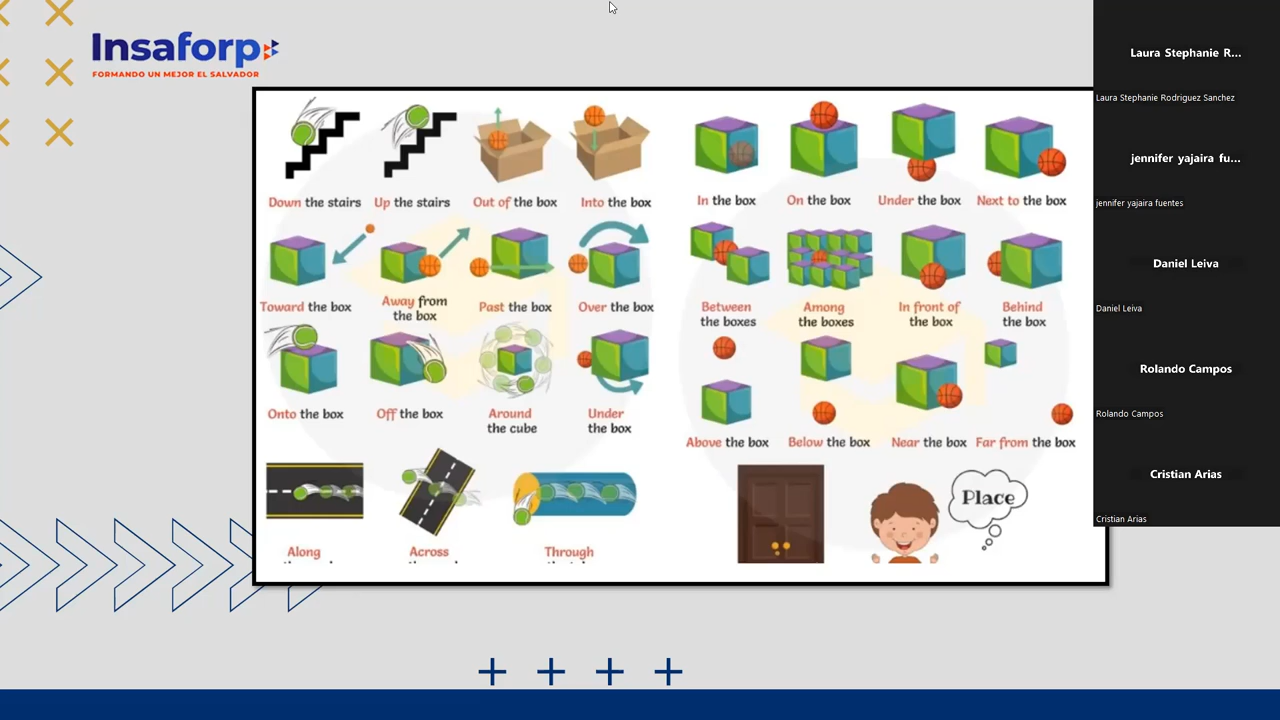 Insaforp
FORMANDO UN MEJOR EL SALVADOR
Down the stairs
Up the stairs
Out of the box
Into the box
Toward the box
Away from
the box
Past the box
Over the box
Onto the box
Off the box
Around
the cube
Under
the box
Along
Across
Through
In the box
On the box
Under the box
Next to the box
Between
the boxes
Among
the boxes
In front of
the box
Behind
the box
Above the box
Below the box
Near the box
Far from the box
Place
Laura Stephanie R...
Laura Stephanie Rodriguez Sanchez
jennifer yajaira fu...
jennifer yajaira fuentes
Daniel Leiva
Daniel Leiva
Rolando Campos
Rolando Campos
Cristian Arias
Cristian Arias